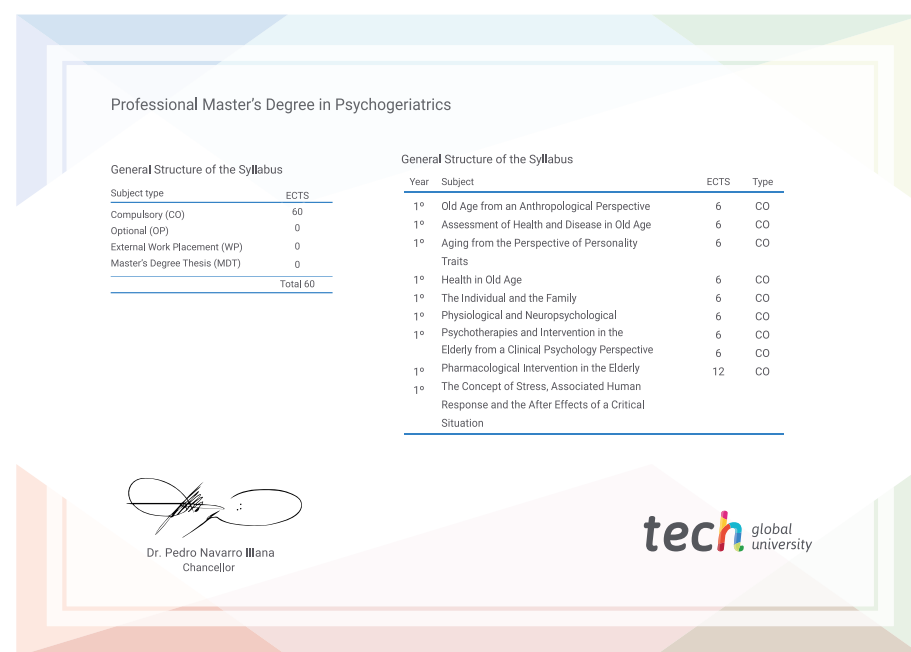 Professional Master's Degree in Psychogeriatrics
General Structure of the Syllabus
Subject type ECTS
Compulsory (CO) 60
Optional (OP) 0
External Work Placement (WP) 0
Master's Degree Thesis (MDT) 0
Total 60
General Structure of the Syllabus
Year Subject ECTS Type
1º Old Age from an Anthropological Perspective 6 CO
1º Assessment of Health and Disease in Old Age 6 CO
1º Aging from the Perspective of Personality 6 CO
Traits
1º Health in Old Age 6 CO
1º The Individual and the Family 6 CO
1º Physiological and Neuropsychological 6 CO
1º Psychotherapies and Intervention in the 6 CO
Elderly from a Clinical Psychology Perspective 6 CO
1º Pharmacological Intervention in the Elderly 12 CO
1º The Concept of Stress, Associated Human
Response and the After Effects of a Critical
Situation
Dr. Pedro Navarro Illana
Chancellor
tech global
university